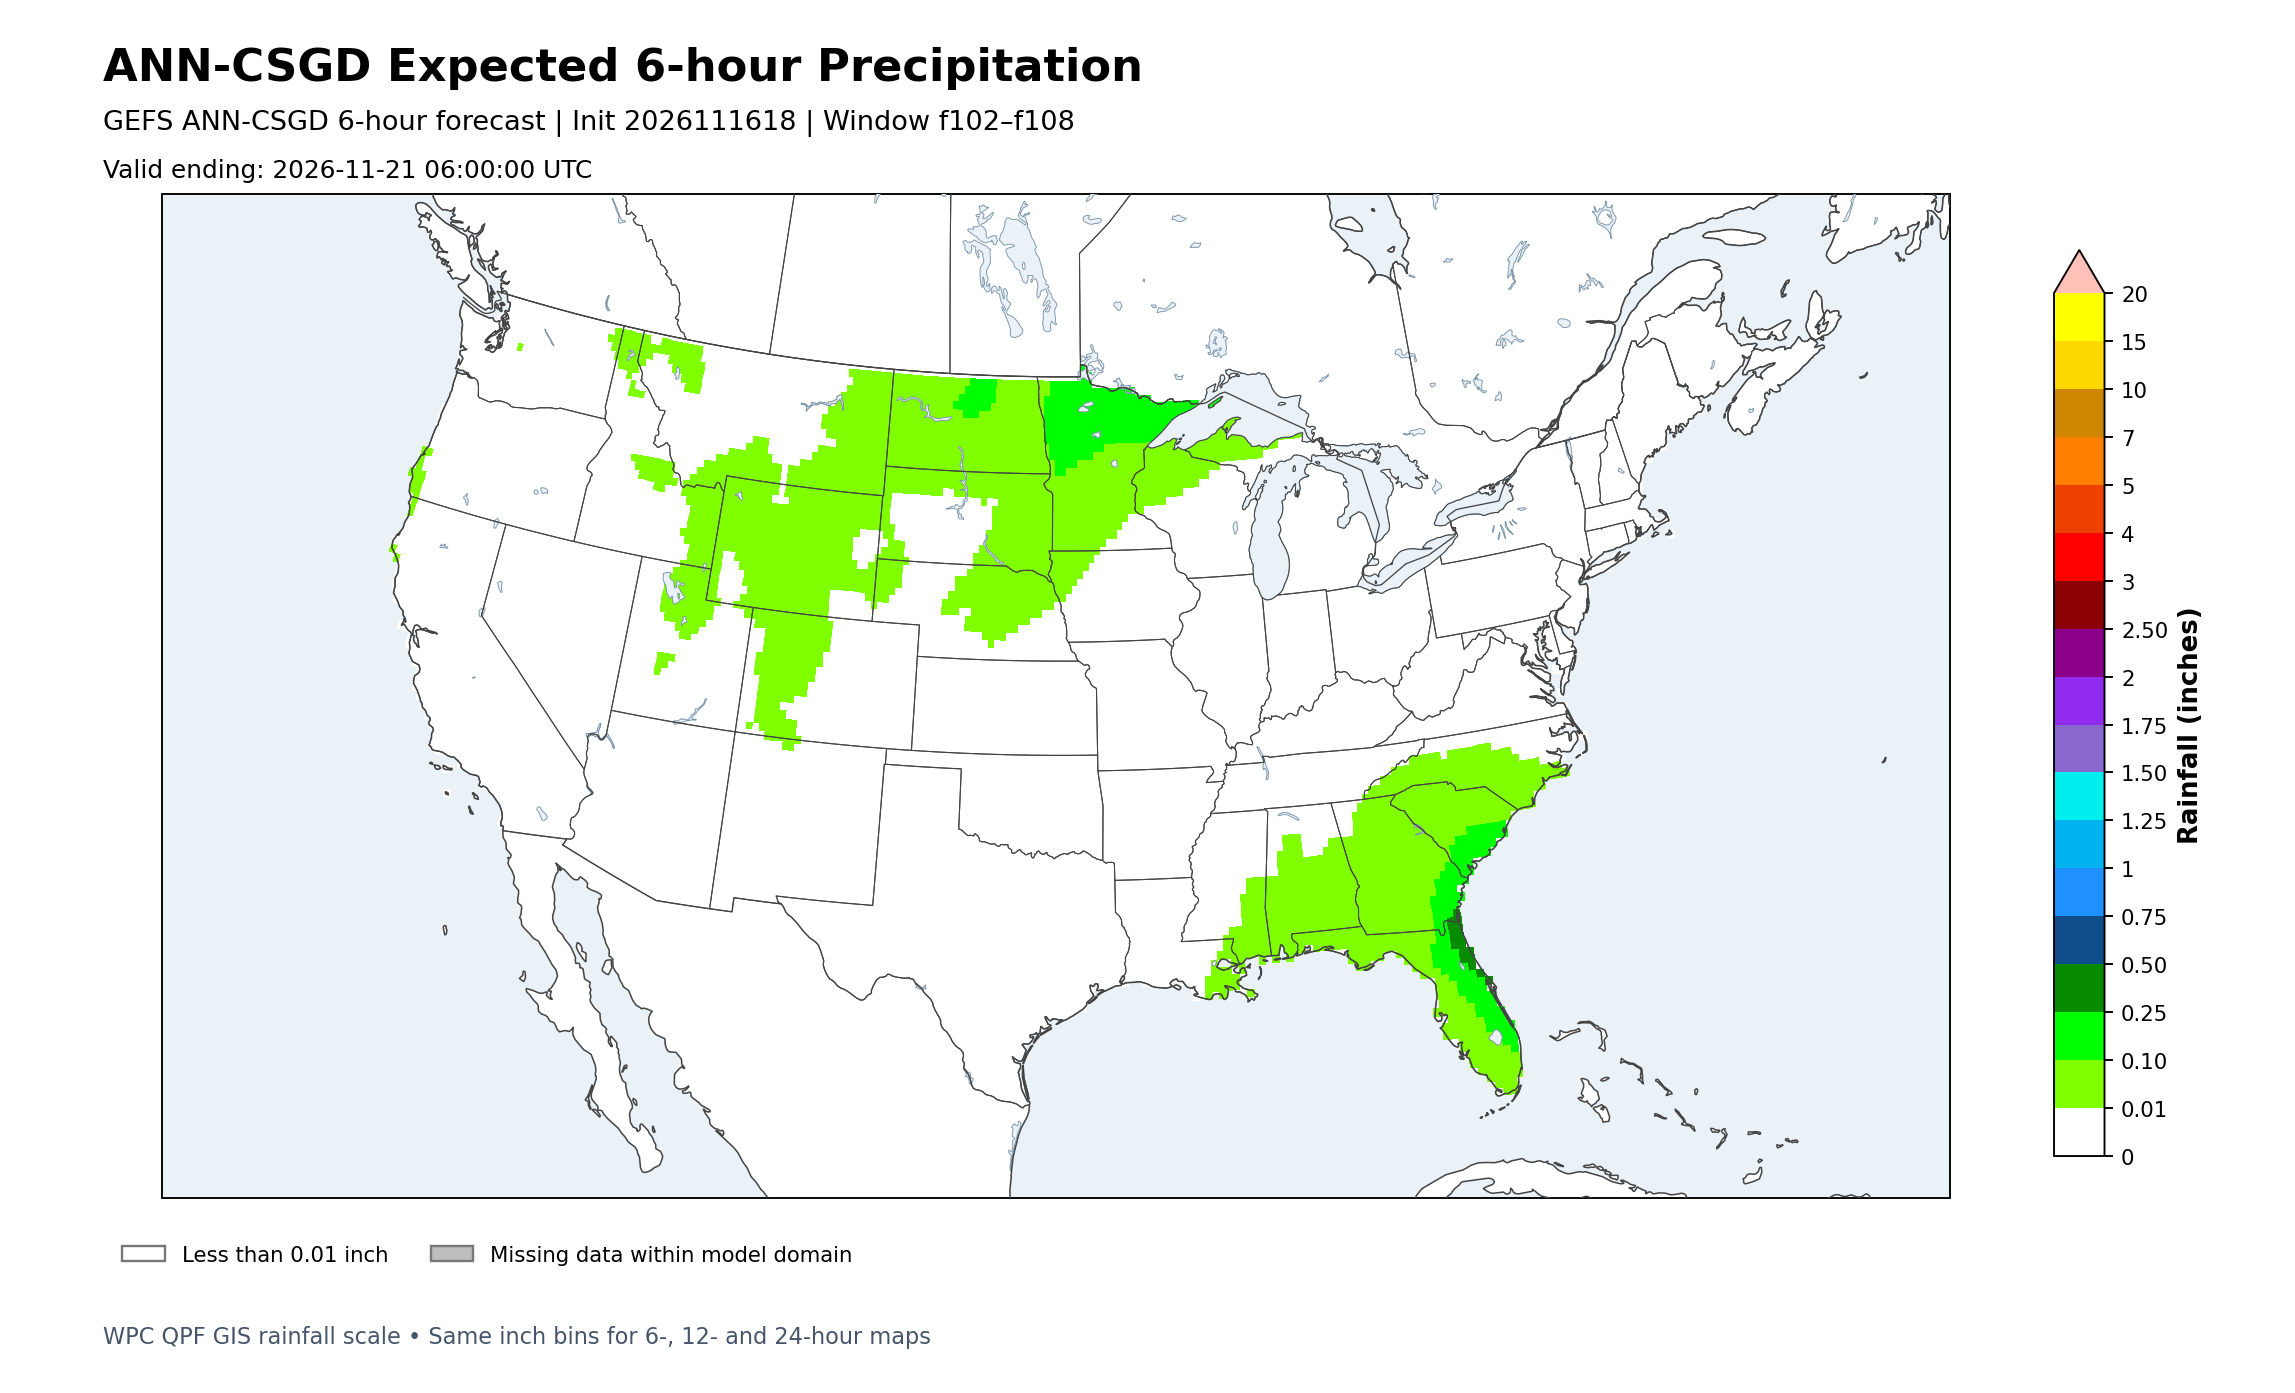 ANN-CSGD Expected 6-hour Precipitation
GEFS ANN-CSGD 6-hour forecast | Init 2026111618 | Window f102–f108
Valid ending: 2026-11-21 06:00:00 UTC
20
15
10
7
5
4
3
2.50
2
1.75
1.50
1.25
1
0.75
0.50
0.25
0.10
0.01
0
Rainfall (inches)
Less than 0.01 inch
Missing data within model domain
WPC QPF GIS rainfall scale • Same inch bins for 6-, 12- and 24-hour maps